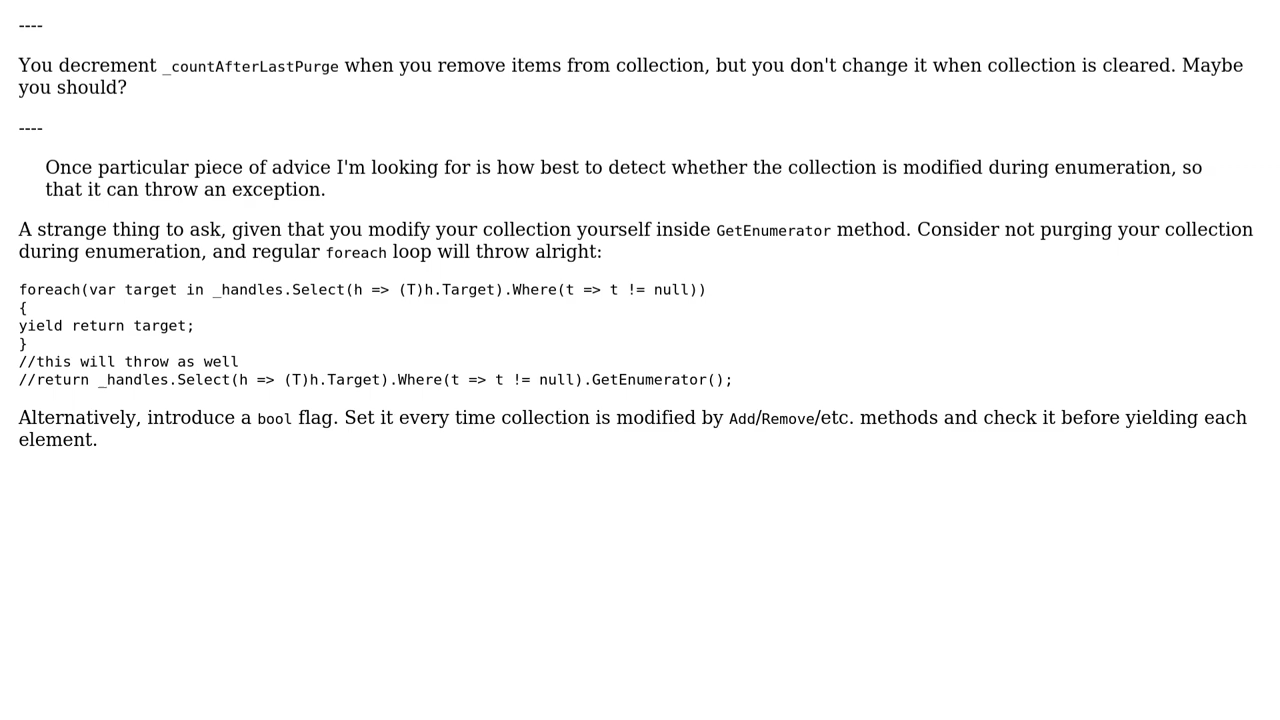 ----
You decrement _countAfterLastPurge when you remove items from collection, but you don't change it when collection is cleared. Maybe
you should?
----
Once particular piece of advice I'm looking for is how best to detect whether the collection is modified during enumeration, so
that it can throw an exception.
A strange thing to ask, given that you modify your collection yourself inside GetEnumerator method. Consider not purging your collection
during enumeration, and regular foreach loop will throw alright:
foreach(var target in _handles.Select(h => (T)h.Target).Where(t => t != null))
{
yield return target;
}
//this will throw as well
//return _handles.Select(h => (T)h.Target).Where(t => t != null).GetEnumerator();
Alternatively, introduce a bool flag. Set it every time collection is modified by Add/Remove/etc. methods and check it before yielding each
element.